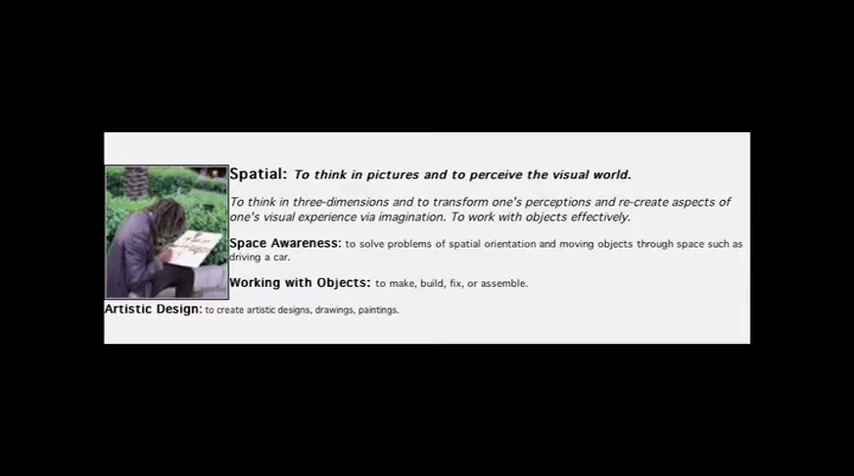 Spatial: To think in pictures and to perceive the visual world.
To think in three-dimensions and to transform one's perceptions and re-create aspects of
one's visual experience via imagination. To work with objects effectively.
Space Awareness: to solve problems of spatial orientation and moving objects through space such as
driving a car.
Working with Objects: to make, build, fix, or assemble.
Artistic Design: to create artistic designs, drawings, paintings.